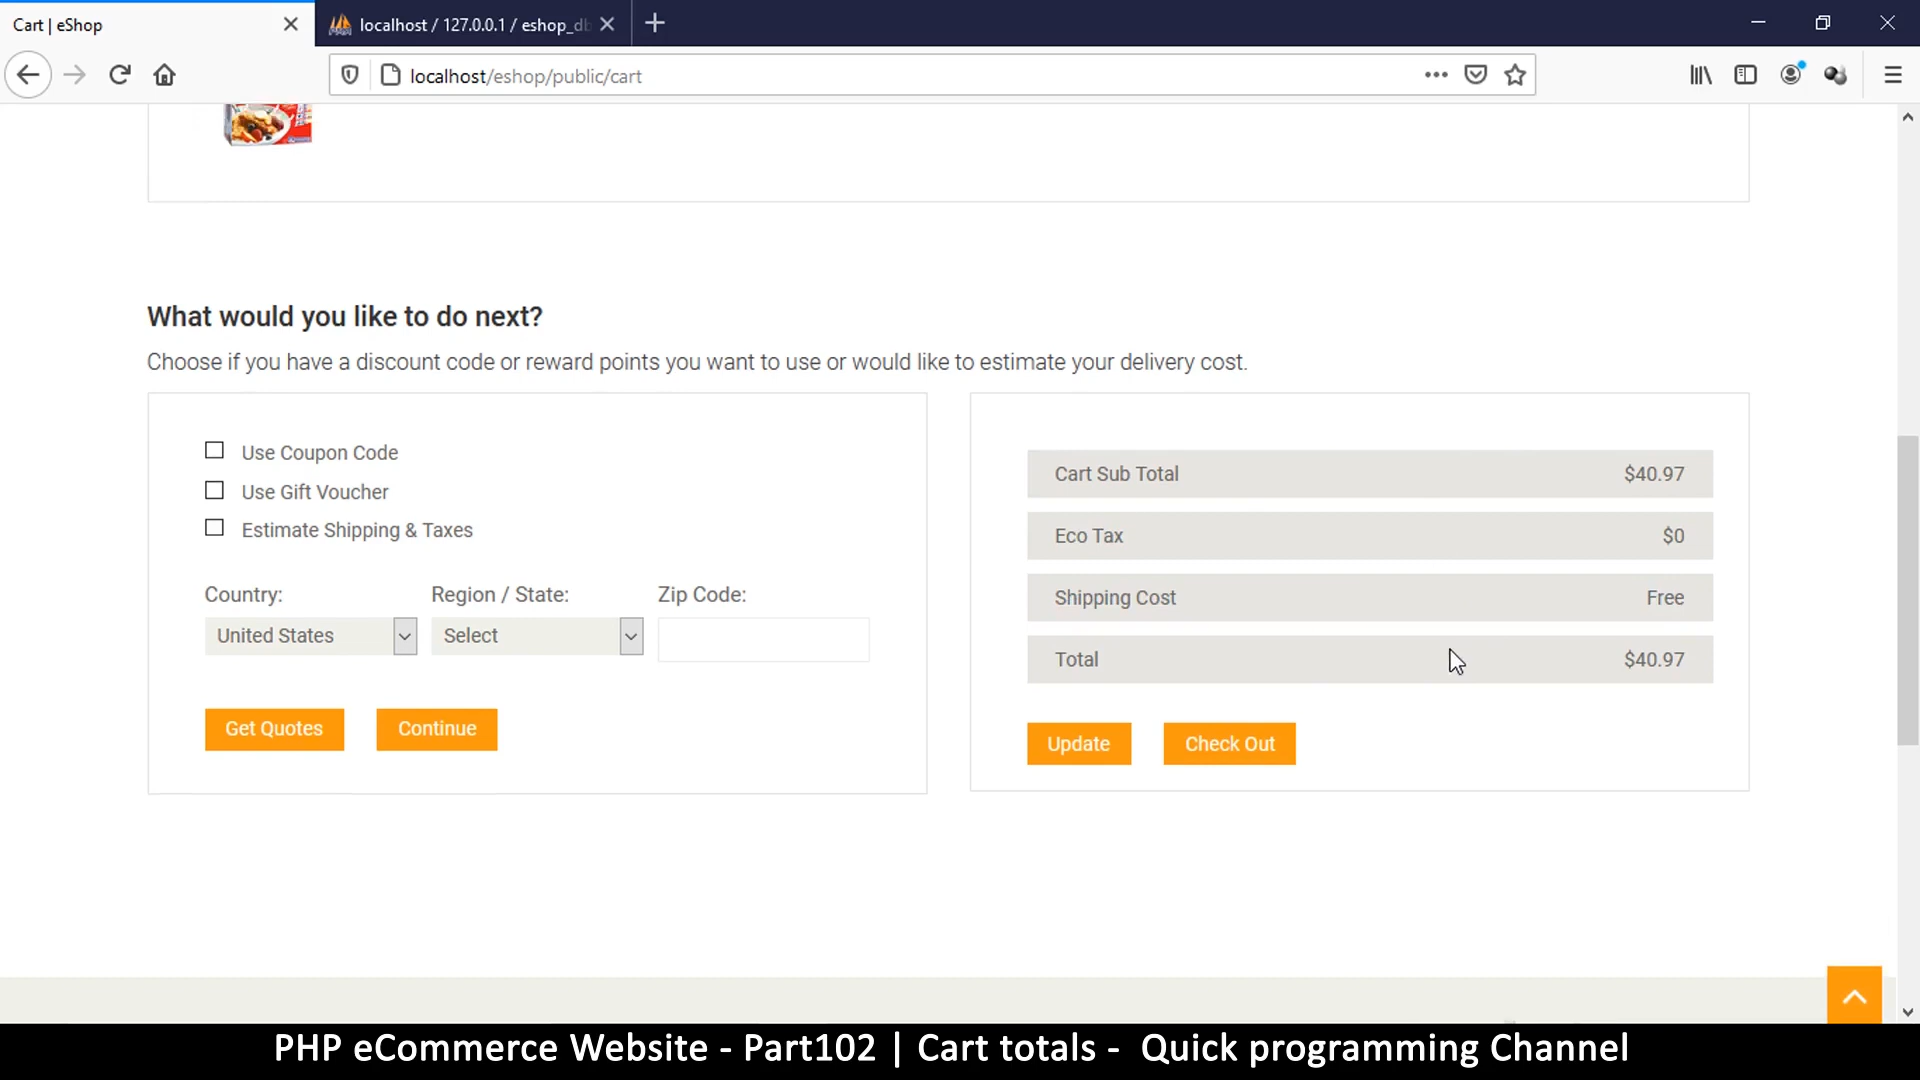 Cart | eShop
localhost / 127.0.0.1 / eshop_db
localhost/eshop/public/cart
What would you like to do next?
Choose if you have a discount code or reward points you want to use or would like to estimate your delivery cost.
Use Coupon Code
Use Gift Voucher
Estimate Shipping & Taxes
Country:
Region / State:
Zip Code:
United States
Select
Get Quotes
Continue
Cart Sub Total
$40.97
Eco Tax
$0
Shipping Cost
Free
Total
$40.97
Update
Check Out
PHP eCommerce Website - Part102 | Cart totals - Quick programming Channel